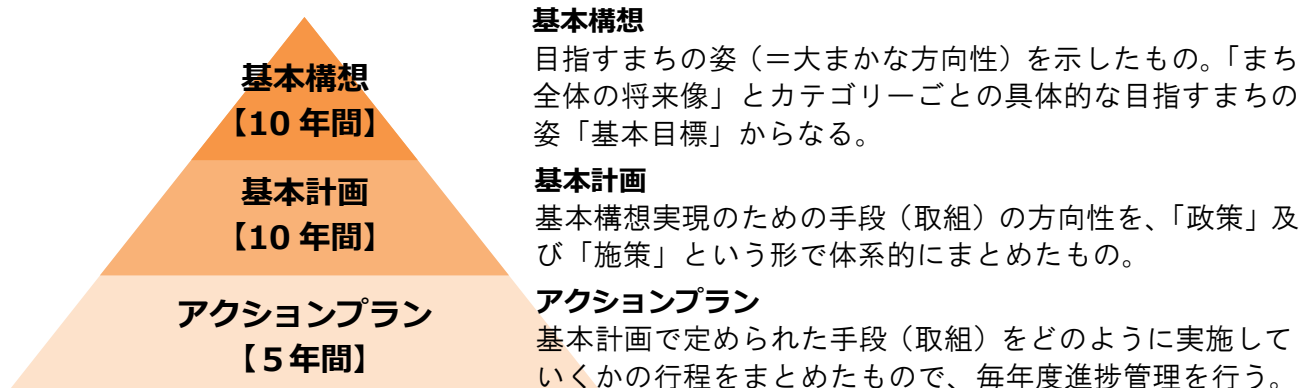 基本構想
【10 年間】
基本計画
【10 年間】
アクションプラン
【５年間】
基本構想
目指すまちの姿（＝大まかな方向性）を示したもの。「まち
全体の将来像」とカテゴリーごとの具体的な目指すまちの
姿「基本目標」からなる。
基本計画
基本構想実現のための手段（取組）の方向性を、「政策」及
び「施策」という形で体系的にまとめたもの。
アクションプラン
基本計画で定められた手段（取組）をどのように実施して
いくかの行程をまとめたもので、毎年度進捗管理を行う。